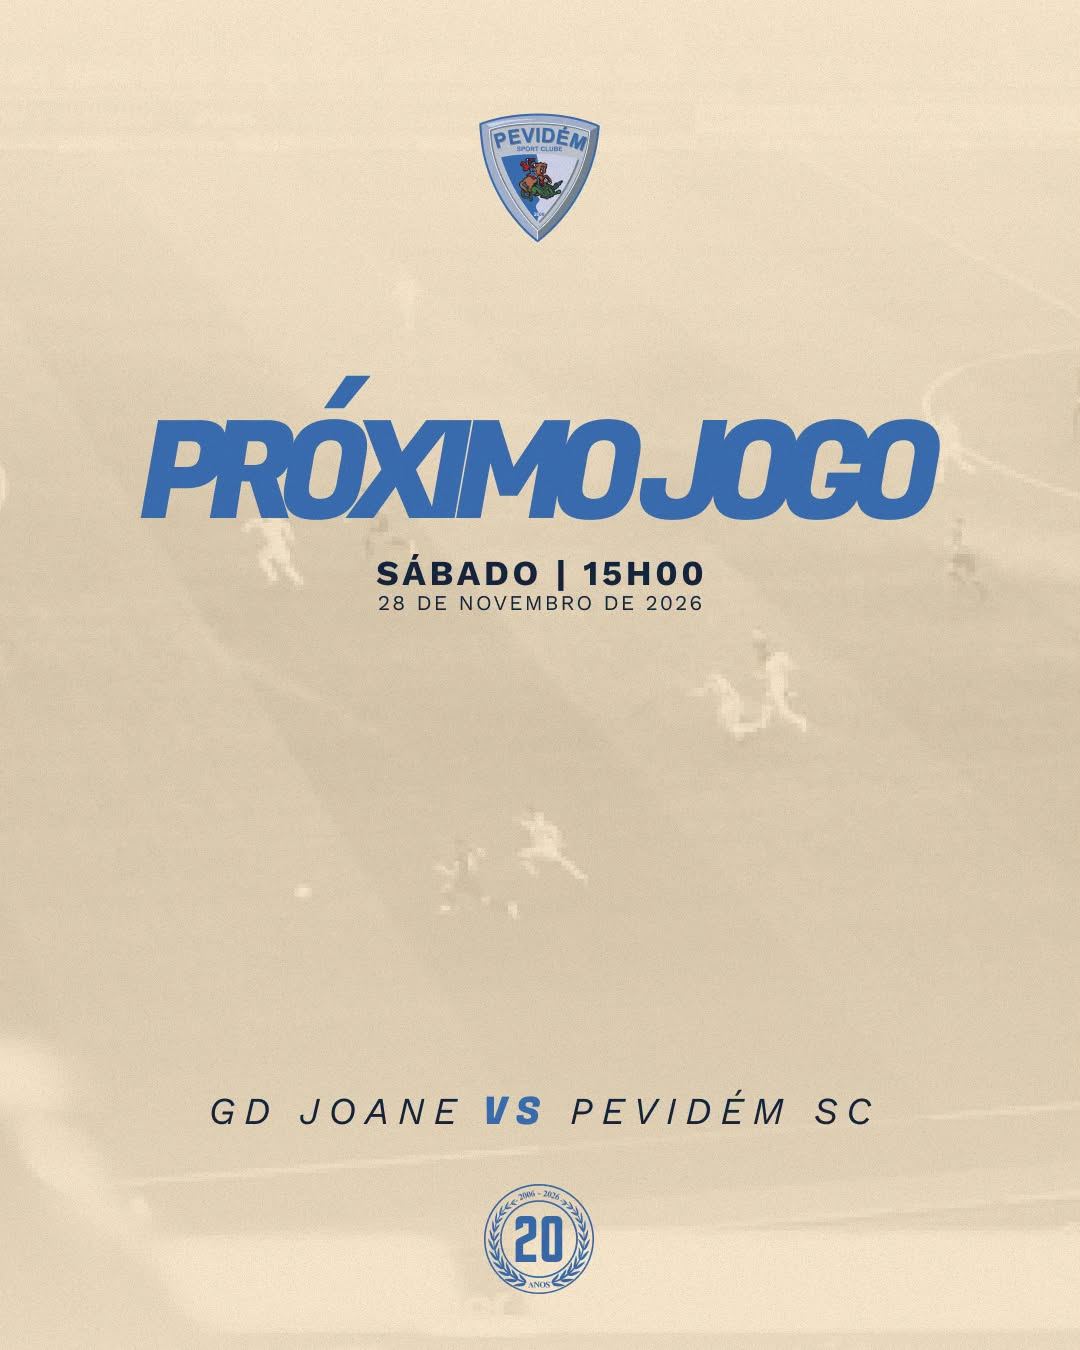 PEVIDÉM
SPORT CLUBE
PRÓXIMO JOGO
SÁBADO | 15H00
28 DE NOVEMBRO DE 2026
GD JOANE VS PEVIDÉM SC
2006 - 2026
20
ANOS